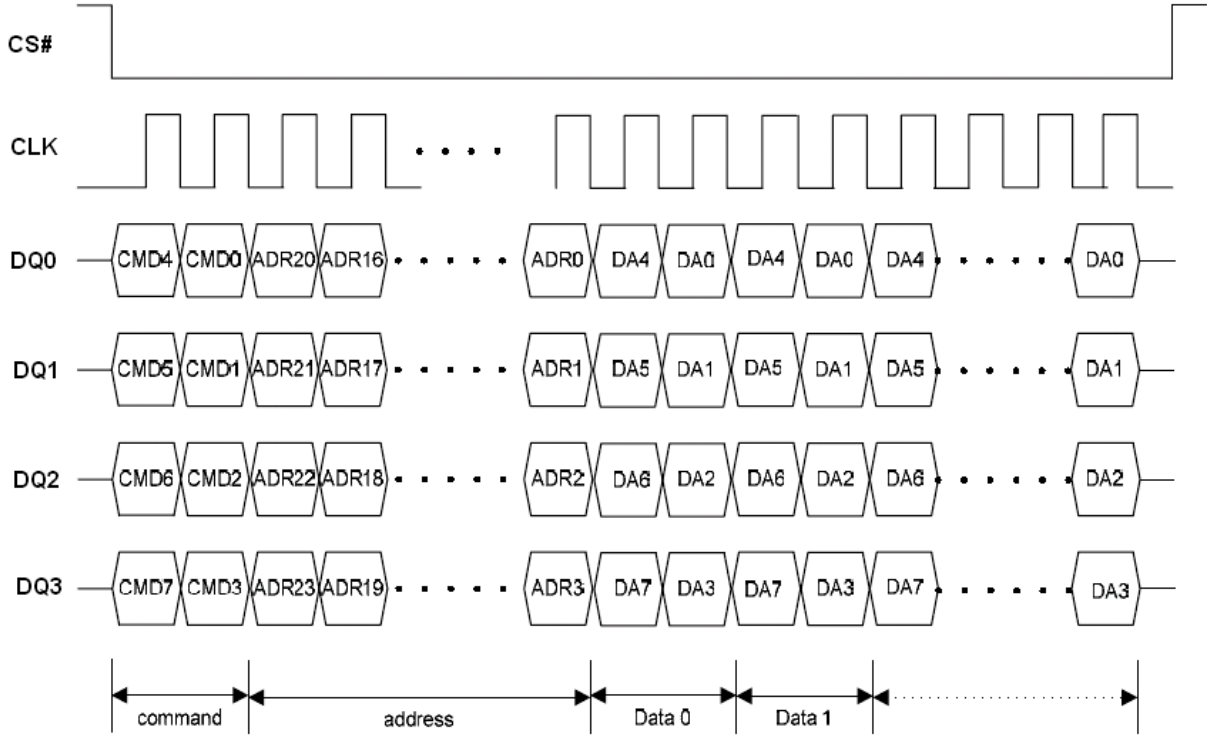 CS#
CLK
DQ0 CMD4 CMD0 ADR20 ADR16 ADR0 DA4 DA0 DA4 DA0 DA4 DA0
DQ1 CMD5 CMD1 ADR21 ADR17 ADR1 DA5 DA1 DA5 DA1 DA5 DA1
DQ2 CMD6 CMD2 ADR22 ADR18 ADR2 DA6 DA2 DA6 DA2 DA6 DA2
DQ3 CMD7 CMD3 ADR23 ADR19 ADR3 DA7 DA3 DA7 DA3 DA7 DA3
command address Data 0 Data 1